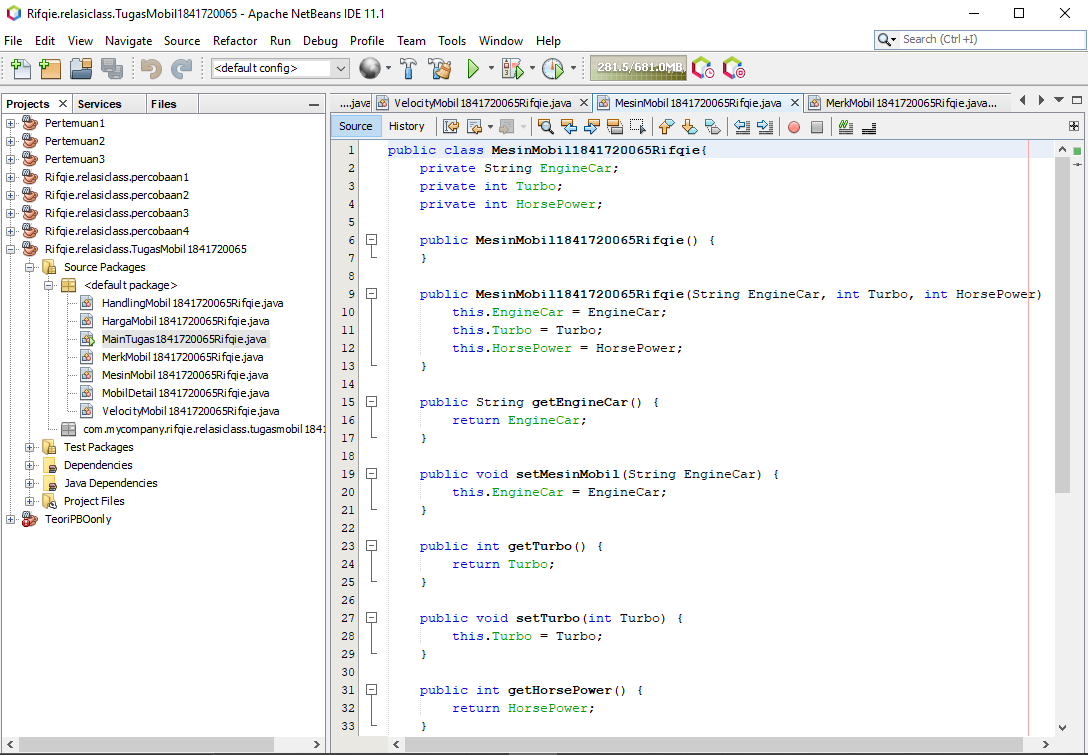 Rifqie.relasiclass.TugasMobil1841720065 - Apache NetBeans IDE 11.1
File Edit View Navigate Source Refactor Run Debug Profile Team Tools Window Help
Search (Ctrl+I)
<default config>
281.5/681.0MB
Projects Services Files
...java VelocityMobil1841720065Rifqie.java MesinMobil1841720065Rifqie.java MerkMobil1841720065Rifqie.java...
Source History
Pertemuan1
Pertemuan2
Pertemuan3
Rifqie.relasiclass.percobaan1
Rifqie.relasiclass.percobaan2
Rifqie.relasiclass.percobaan3
Rifqie.relasiclass.percobaan4
Rifqie.relasiclass.TugasMobil1841720065
Source Packages
<default package>
HandlingMobil1841720065Rifqie.java
HargaMobil1841720065Rifqie.java
MainTugas1841720065Rifqie.java
MerkMobil1841720065Rifqie.java
MesinMobil1841720065Rifqie.java
MobilDetail1841720065Rifqie.java
VelocityMobil1841720065Rifqie.java
com.mycompany.rifqie.relasiclass.tugasmobil1841
Test Packages
Dependencies
Java Dependencies
Project Files
TeoriPBOonly
1 public class MesinMobil1841720065Rifqie{
2 private String EngineCar;
3 private int Turbo;
4 private int HorsePower;
5
6 public MesinMobil1841720065Rifqie() {
7 }
8
9 public MesinMobil1841720065Rifqie(String EngineCar, int Turbo, int HorsePower)
10 this.EngineCar = EngineCar;
11 this.Turbo = Turbo;
12 this.HorsePower = HorsePower;
13 }
14
15 public String getEngineCar() {
16 return EngineCar;
17 }
18
19 public void setMesinMobil(String EngineCar) {
20 this.EngineCar = EngineCar;
21 }
22
23 public int getTurbo() {
24 return Turbo;
25 }
26
27 public void setTurbo(int Turbo) {
28 this.Turbo = Turbo;
29 }
30
31 public int getHorsePower() {
32 return HorsePower;
33 }